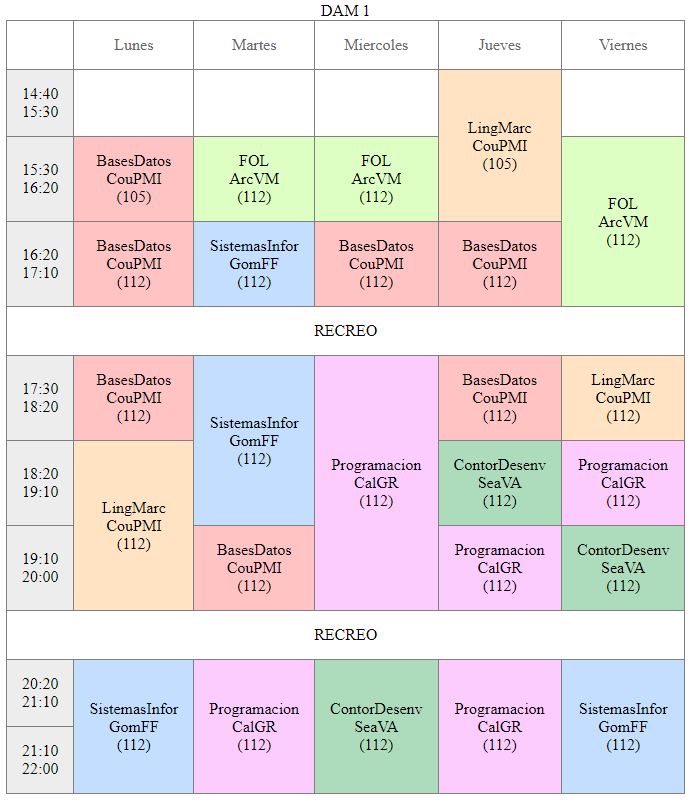 DAM 1
Lunes Martes Miercoles Jueves Viernes
14:40
15:30
LingMarc
CouPMI
(105)
15:30
16:20
BasesDatos
CouPMI
(105)
FOL
ArcVM
(112)
FOL
ArcVM
(112)
FOL
ArcVM
(112)
16:20
17:10
BasesDatos
CouPMI
(112)
SistemasInfor
GomFF
(112)
BasesDatos
CouPMI
(112)
BasesDatos
CouPMI
(112)
RECREO
17:30
18:20
BasesDatos
CouPMI
(112)
SistemasInfor
GomFF
(112)
Programacion
CalGR
(112)
BasesDatos
CouPMI
(112)
LingMarc
CouPMI
(112)
18:20
19:10
LingMarc
CouPMI
(112)
ContorDesenv
SeaVA
(112)
Programacion
CalGR
(112)
19:10
20:00
BasesDatos
CouPMI
(112)
Programacion
CalGR
(112)
ContorDesenv
SeaVA
(112)
RECREO
20:20
21:10
SistemasInfor
GomFF
(112)
Programacion
CalGR
(112)
ContorDesenv
SeaVA
(112)
Programacion
CalGR
(112)
SistemasInfor
GomFF
(112)
21:10
22:00